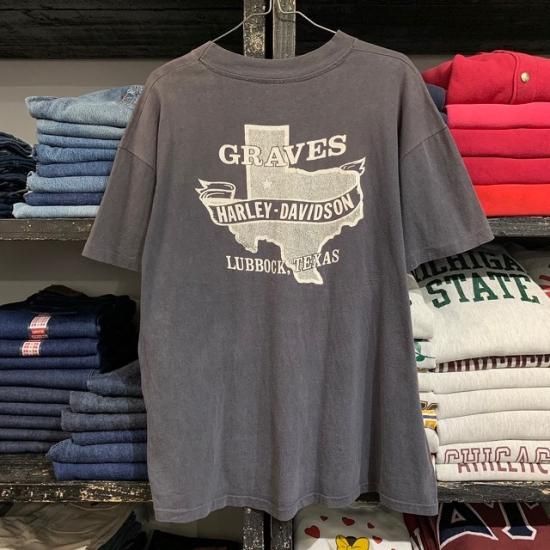 GRAVES
HARLEY-DAVIDSON
LUBBOCK, TEXAS
MICHIGAN
STATE
CHICAGO